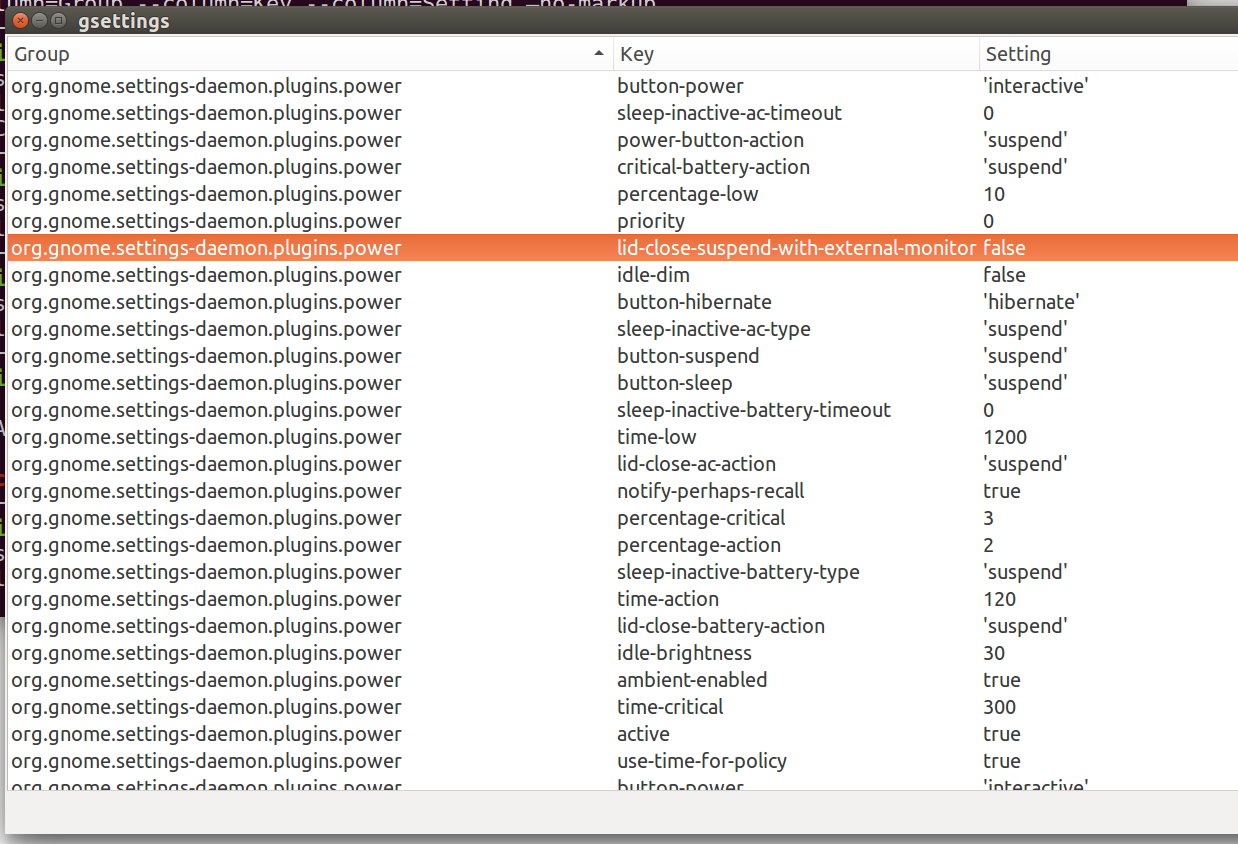 umn=Group --column=Key --column=Setting —no-markup
gsettings
Group Key Setting
org.gnome.settings-daemon.plugins.power button-power 'interactive'
org.gnome.settings-daemon.plugins.power sleep-inactive-ac-timeout 0
org.gnome.settings-daemon.plugins.power power-button-action 'suspend'
org.gnome.settings-daemon.plugins.power critical-battery-action 'suspend'
org.gnome.settings-daemon.plugins.power percentage-low 10
org.gnome.settings-daemon.plugins.power priority 0
org.gnome.settings-daemon.plugins.power lid-close-suspend-with-external-monitor false
org.gnome.settings-daemon.plugins.power idle-dim false
org.gnome.settings-daemon.plugins.power button-hibernate 'hibernate'
org.gnome.settings-daemon.plugins.power sleep-inactive-ac-type 'suspend'
org.gnome.settings-daemon.plugins.power button-suspend 'suspend'
org.gnome.settings-daemon.plugins.power button-sleep 'suspend'
org.gnome.settings-daemon.plugins.power sleep-inactive-battery-timeout 0
org.gnome.settings-daemon.plugins.power time-low 1200
org.gnome.settings-daemon.plugins.power lid-close-ac-action 'suspend'
org.gnome.settings-daemon.plugins.power notify-perhaps-recall true
org.gnome.settings-daemon.plugins.power percentage-critical 3
org.gnome.settings-daemon.plugins.power percentage-action 2
org.gnome.settings-daemon.plugins.power sleep-inactive-battery-type 'suspend'
org.gnome.settings-daemon.plugins.power time-action 120
org.gnome.settings-daemon.plugins.power lid-close-battery-action 'suspend'
org.gnome.settings-daemon.plugins.power idle-brightness 30
org.gnome.settings-daemon.plugins.power ambient-enabled true
org.gnome.settings-daemon.plugins.power time-critical 300
org.gnome.settings-daemon.plugins.power active true
org.gnome.settings-daemon.plugins.power use-time-for-policy true
org.gnome.settings-daemon.plugins.power button-power 'interactive'